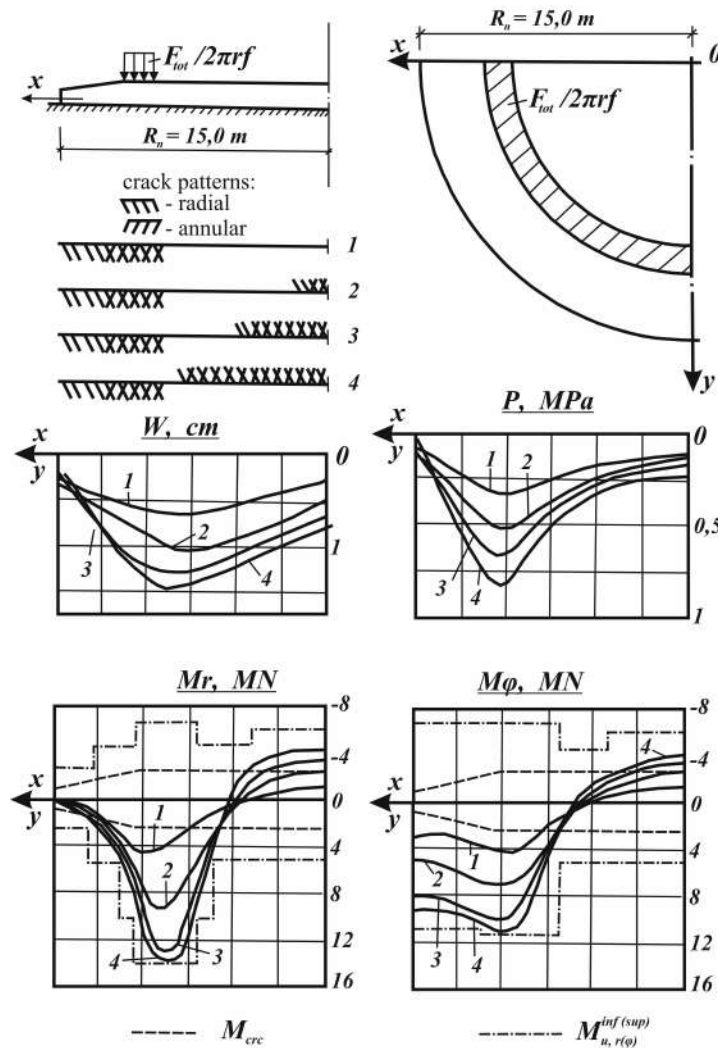 F_tot /2πrf
x
R_n = 15,0 m
crack patterns:
- radial
- annular
1
2
3
4
R_n = 15,0 m
x
0
F_tot /2πrf
y
W, cm
x
y
0
1
1
2
3
4
P, MPa
x
y
0
0,5
1
1
2
3
4
Mr, MN
x
y
-8
-4
0
4
8
12
16
1
2
3
4
Mφ, MN
x
y
-8
-4
0
4
8
12
16
4
1
2
3
4
M_crc
M_u, r(φ)^inf (sup)